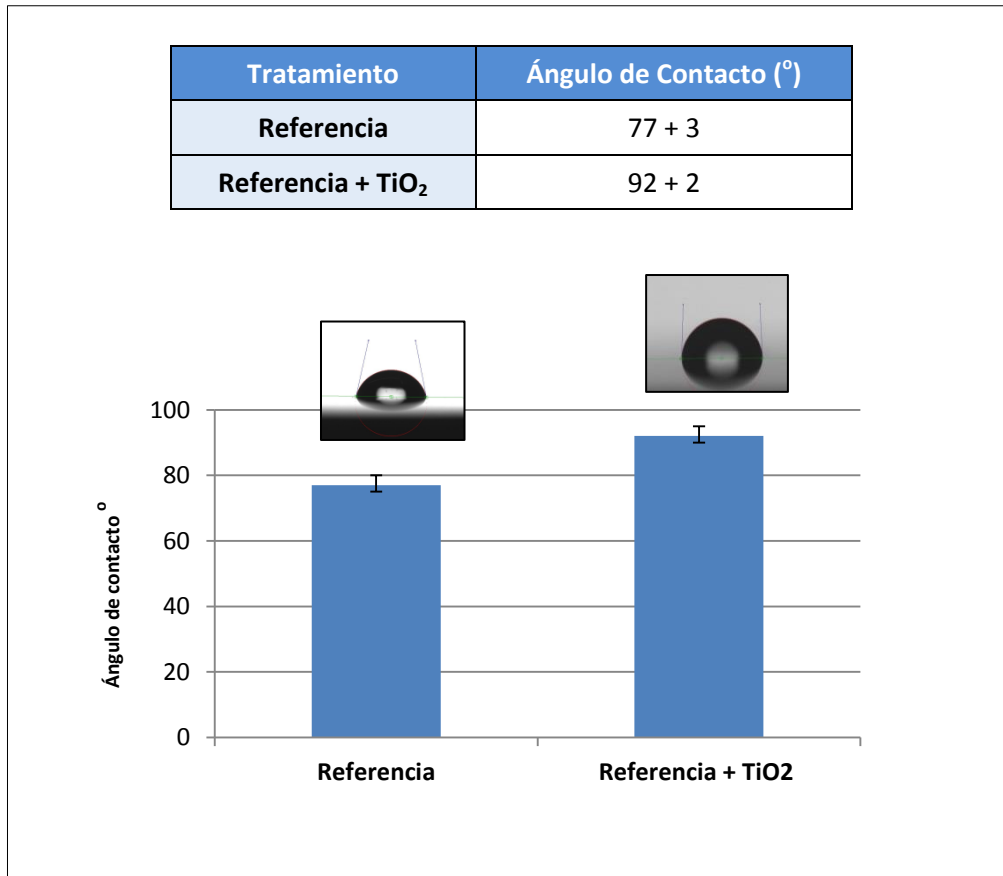 Tratamiento Ángulo de Contacto (°)
Referencia 77 + 3
Referencia + TiO₂ 92 + 2
100
80
60
40
20
0
Ángulo de contacto °
Referencia Referencia + TiO2